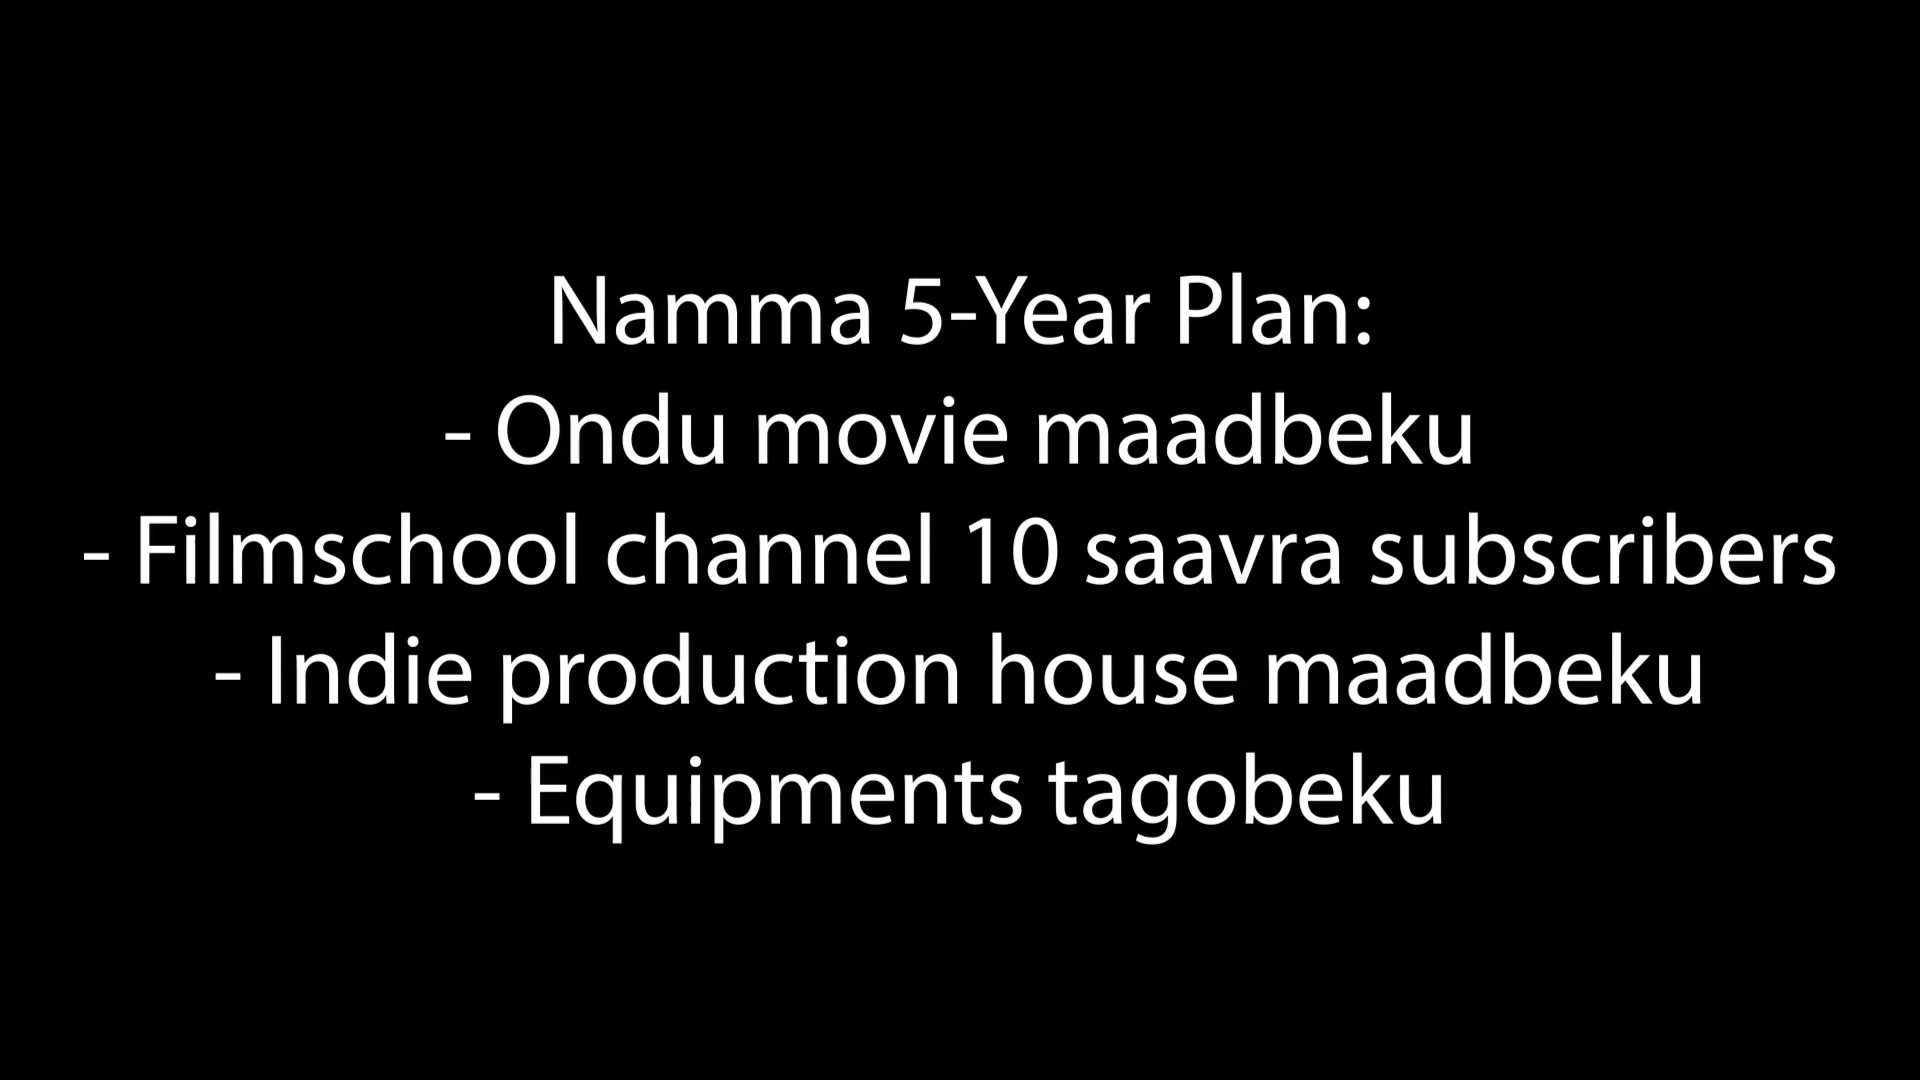 Namma 5-Year Plan:
- Ondu movie maadbeku
- Filmschool channel 10 saavra subscribers
- Indie production house maadbeku
- Equipments tagobeku